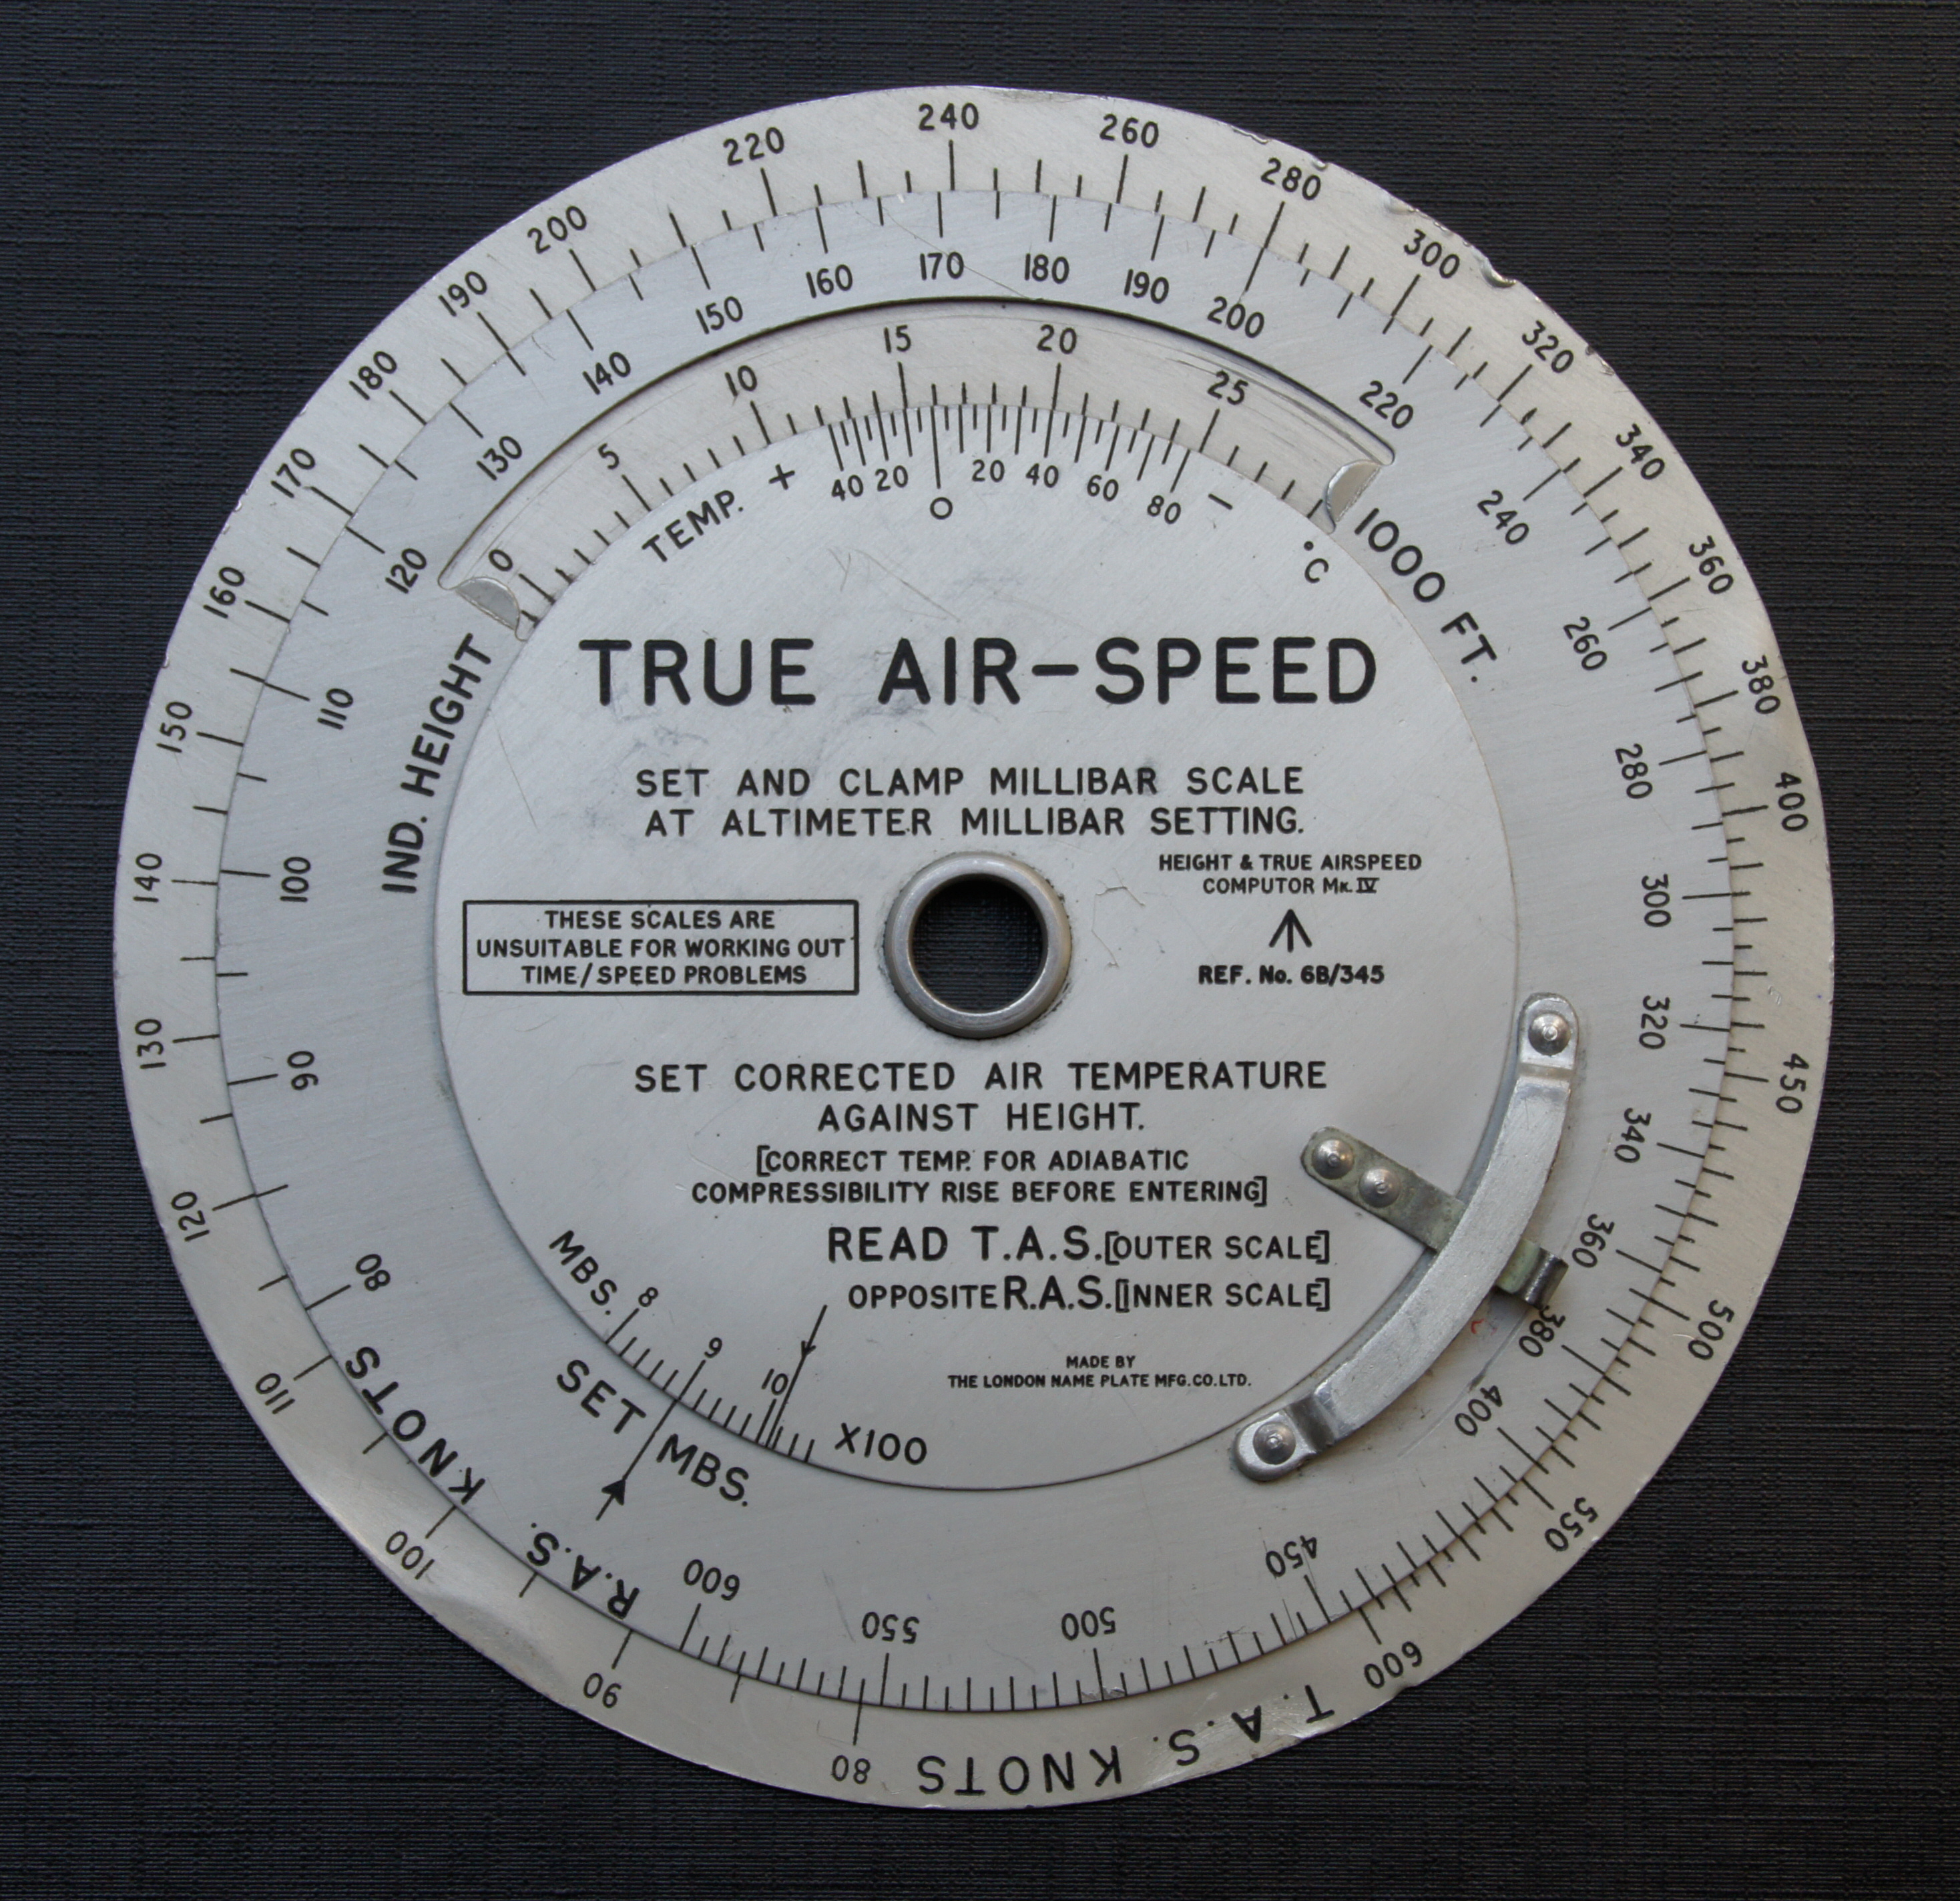 240
260
280
300
320
340
360
380
400
450
500
550
600
T.A.S. KNOTS
80
90
100
110
120
130
140
150
160
170
180
190
200
220
170
180
190
200
220
240
260
280
300
320
340
360
380
400
450
500
550
600
R.A.S. KNOTS
80
90
100
110
120
130
140
150
160
IND. HEIGHT
0
5
10
15
20
25
1000 FT.
TEMP. +
40 20
0
20 40 60 80
- °C
TRUE AIR-SPEED
SET AND CLAMP MILLIBAR SCALE
AT ALTIMETER MILLIBAR SETTING.
HEIGHT & TRUE AIRSPEED
COMPUTOR Mk. IV
REF. No. 6B/345
THESE SCALES ARE
UNSUITABLE FOR WORKING OUT
TIME/SPEED PROBLEMS
SET CORRECTED AIR TEMPERATURE
AGAINST HEIGHT.
[CORRECT TEMP. FOR ADIABATIC
COMPRESSIBILITY RISE BEFORE ENTERING]
READ T.A.S. [OUTER SCALE]
OPPOSITE R.A.S. [INNER SCALE]
MADE BY
THE LONDON NAME PLATE MFG. CO. LTD.
MBS. 8 9 10 X100
SET MBS.